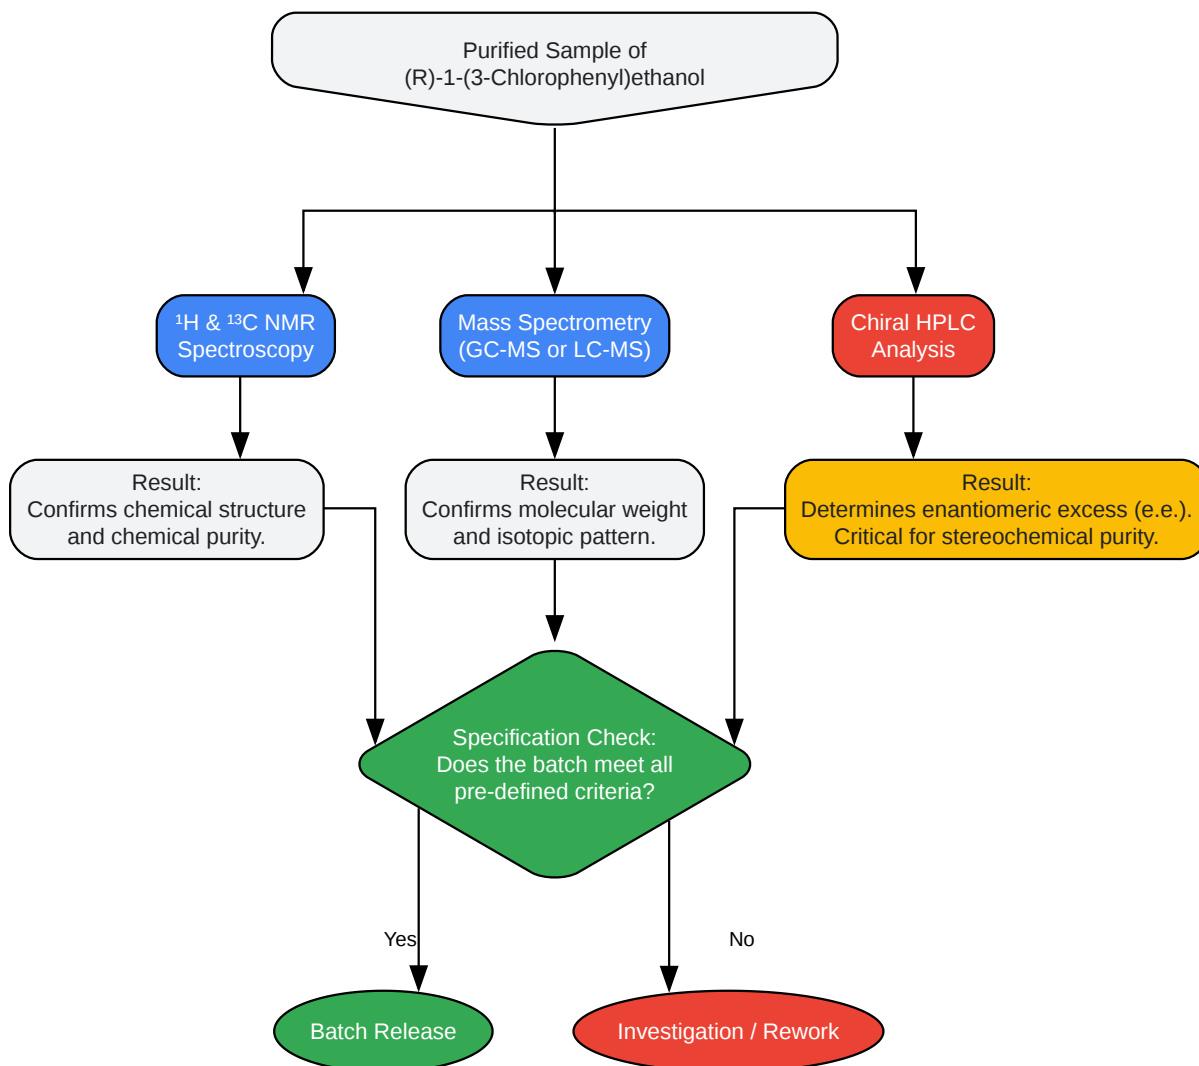 Purified Sample of
(R)-1-(3-Chlorophenyl)ethanol
¹H & ¹³C NMR
Spectroscopy
Mass Spectrometry
(GC-MS or LC-MS)
Chiral HPLC
Analysis
Result:
Confirms chemical structure
and chemical purity.
Result:
Confirms molecular weight
and isotopic pattern.
Result:
Determines enantiomeric excess (e.e.).
Critical for stereochemical purity.
Specification Check:
Does the batch meet all
pre-defined criteria?
Yes
No
Batch Release
Investigation / Rework